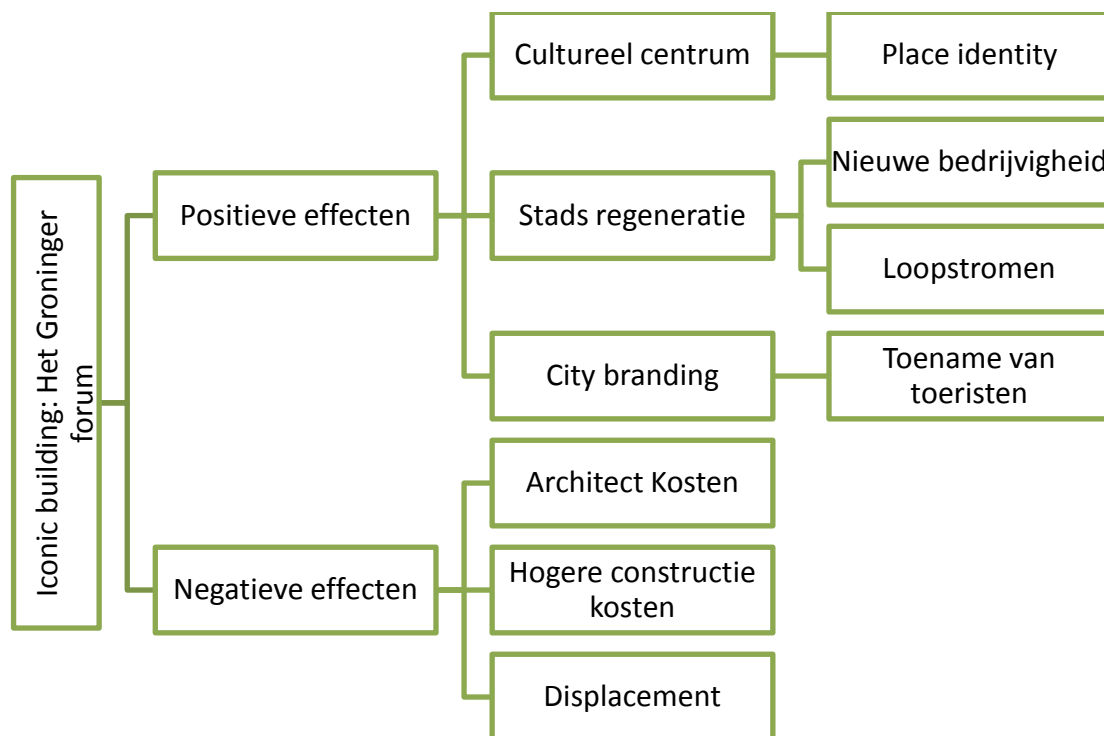 Iconic building: Het Groninger
forum
Positieve effecten
Cultureel centrum
Place identity
Stads regeneratie
Nieuwe bedrijvigheid
Loopstromen
City branding
Toename van
toeristen
Negatieve effecten
Architect Kosten
Hogere constructie
kosten
Displacement